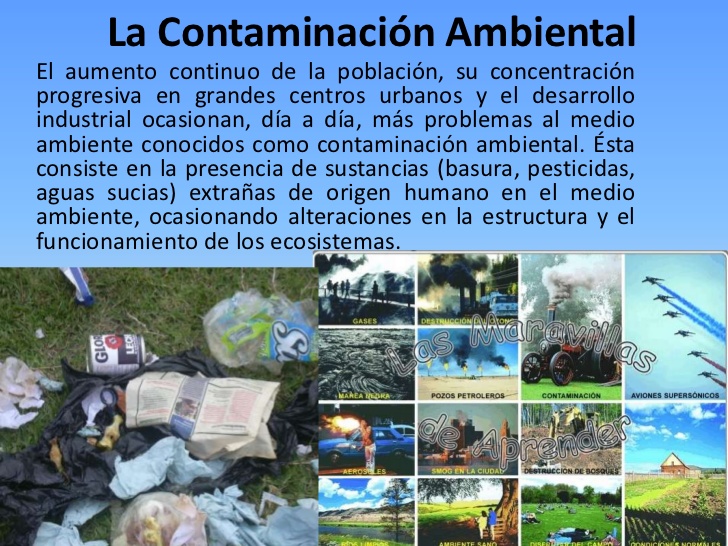 La Contaminación Ambiental
El aumento continuo de la población, su concentración
progresiva en grandes centros urbanos y el desarrollo
industrial ocasionan, día a día, más problemas al medio
ambiente conocidos como contaminación ambiental. Ésta
consiste en la presencia de sustancias (basura, pesticidas,
aguas sucias) extrañas de origen humano en el medio
ambiente, ocasionando alteraciones en la estructura y el
funcionamiento de los ecosistemas.
GASES
DESTRUCCIÓN
Las Maravillas
MAREA NEGRA
POZOS PETROLEROS
CONTAMINACIÓN
AVIONES SUPERSÓNICOS
de Aprender
AEROSOLES
SMOG EN LA CIUDAD
DESTRUCCIÓN DE BOSQUES
AMBIENTE SANO
DEL CAMPO
CONDICIONES NORMALES